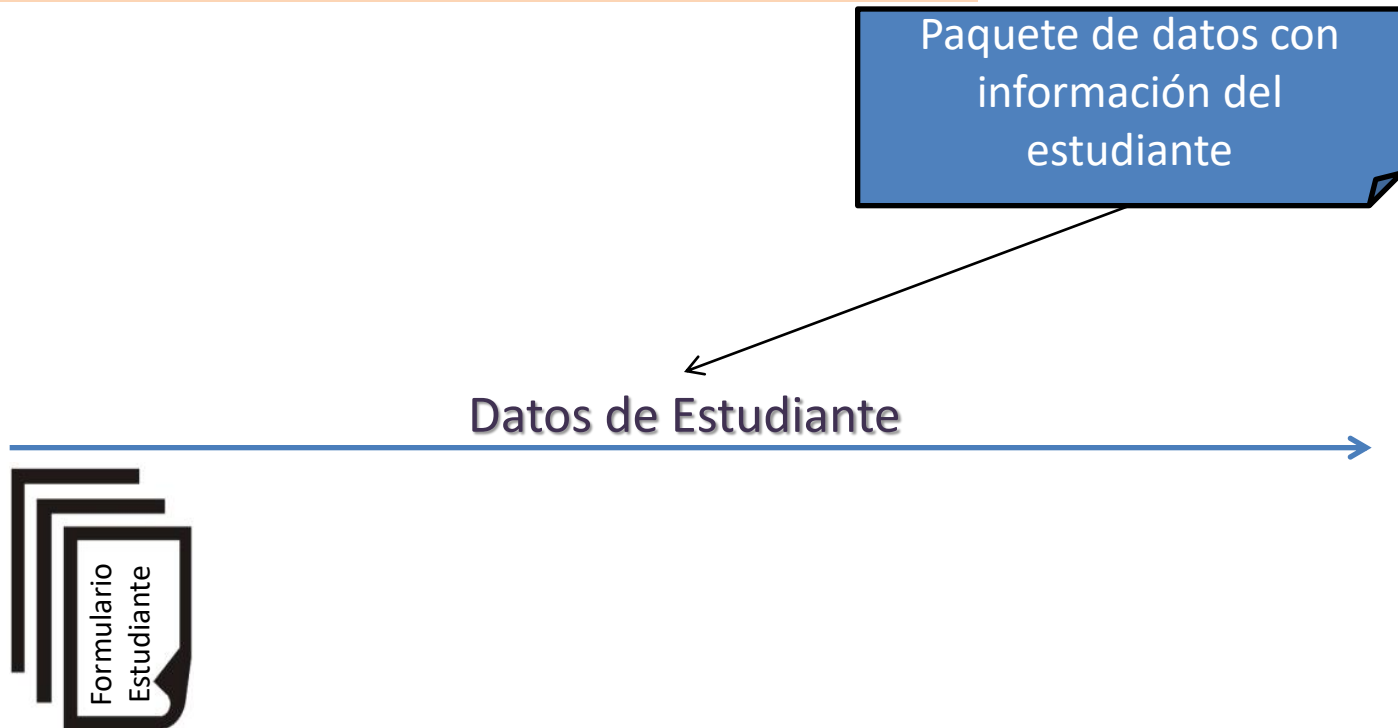 Paquete de datos con
información del
estudiante
Datos de Estudiante
Formulario
Estudiante